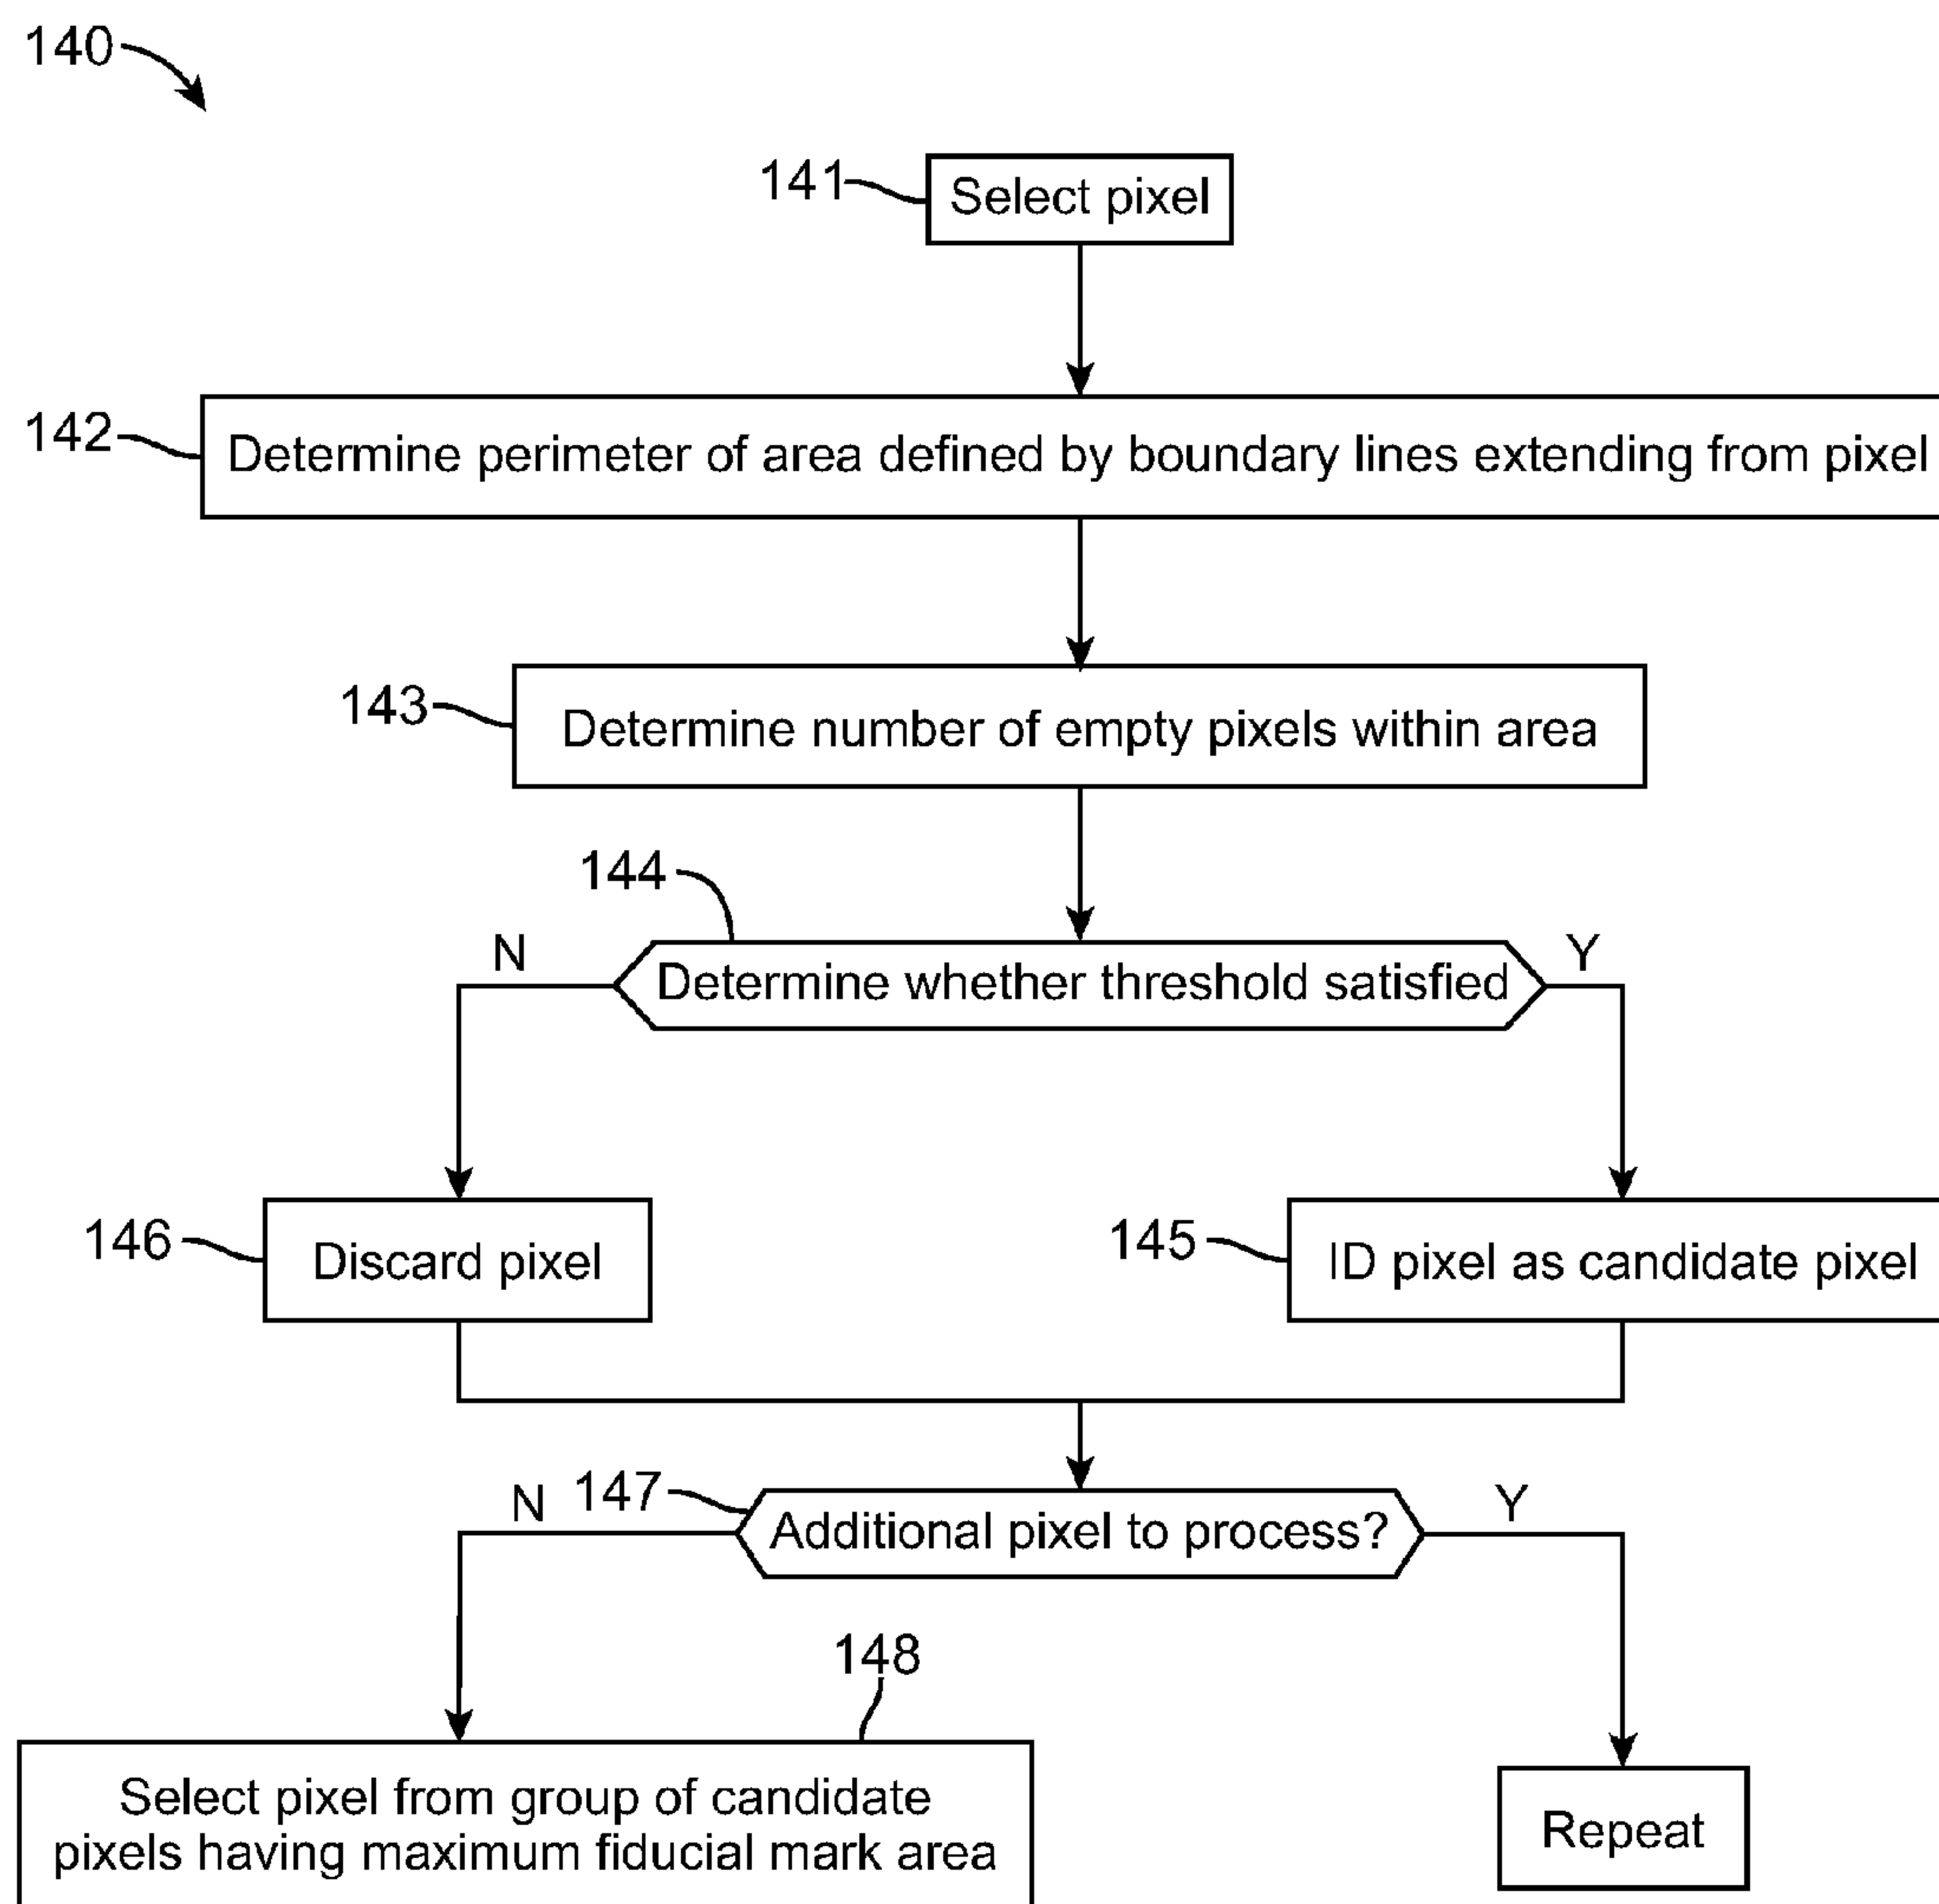 140
141
Select pixel
142
Determine perimeter of area defined by boundary lines extending from pixel
143
Determine number of empty pixels within area
144
N
Determine whether threshold satisfied
Y
146
Discard pixel
145
ID pixel as candidate pixel
N
147
Additional pixel to process?
Y
148
Select pixel from group of candidate
pixels having maximum fiducial mark area
Repeat